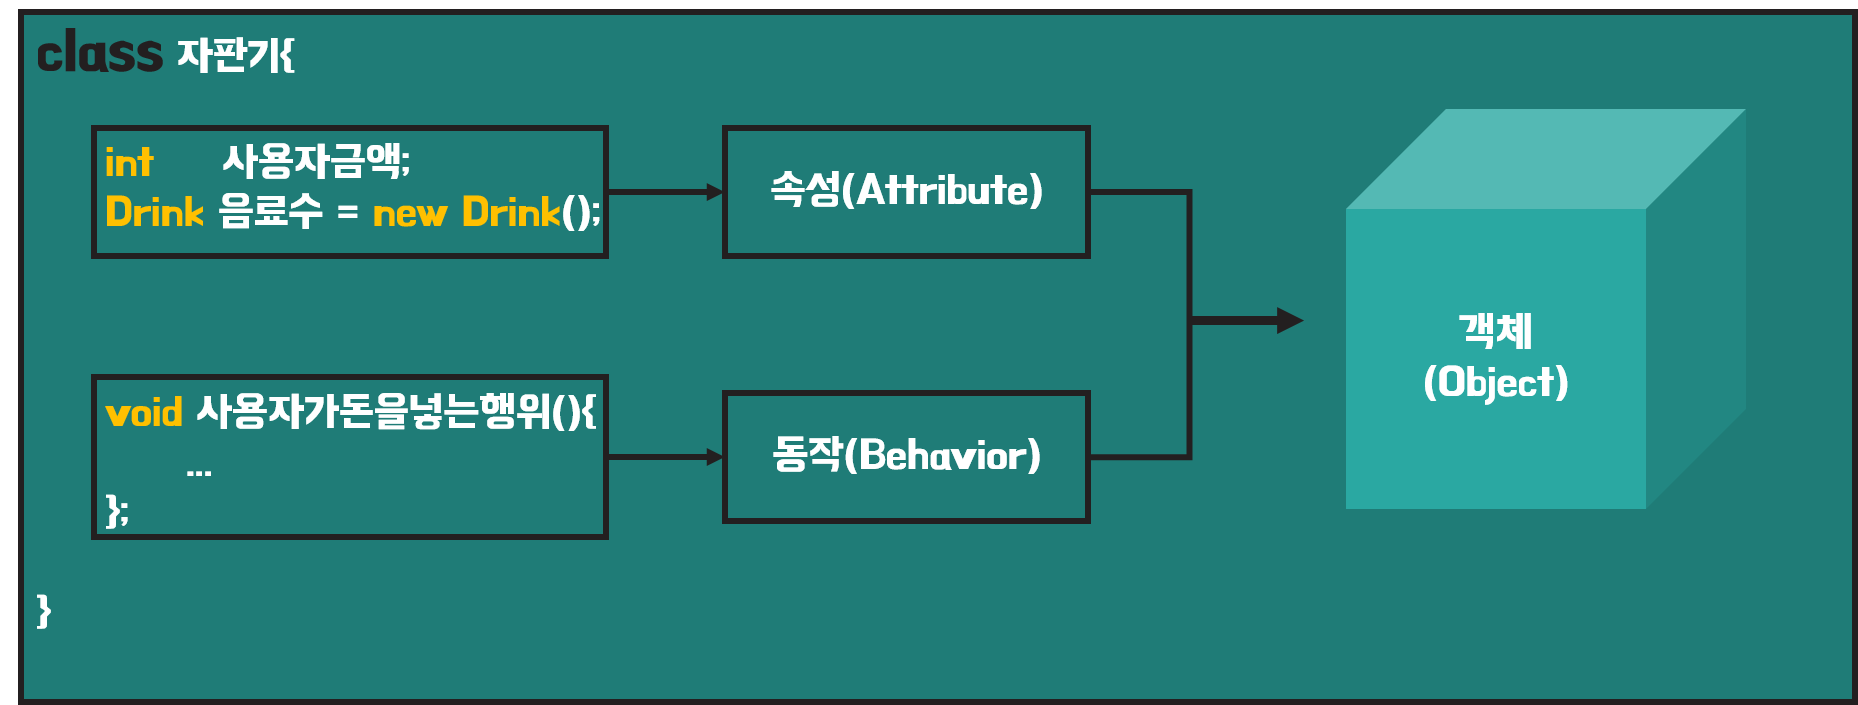 class 자판기{
int 사용자금액;
Drink 음료수 = new Drink();
속성(Attribute)
void 사용자가돈을넣는행위(){
...
};
동작(Behavior)
객체
(Object)
}